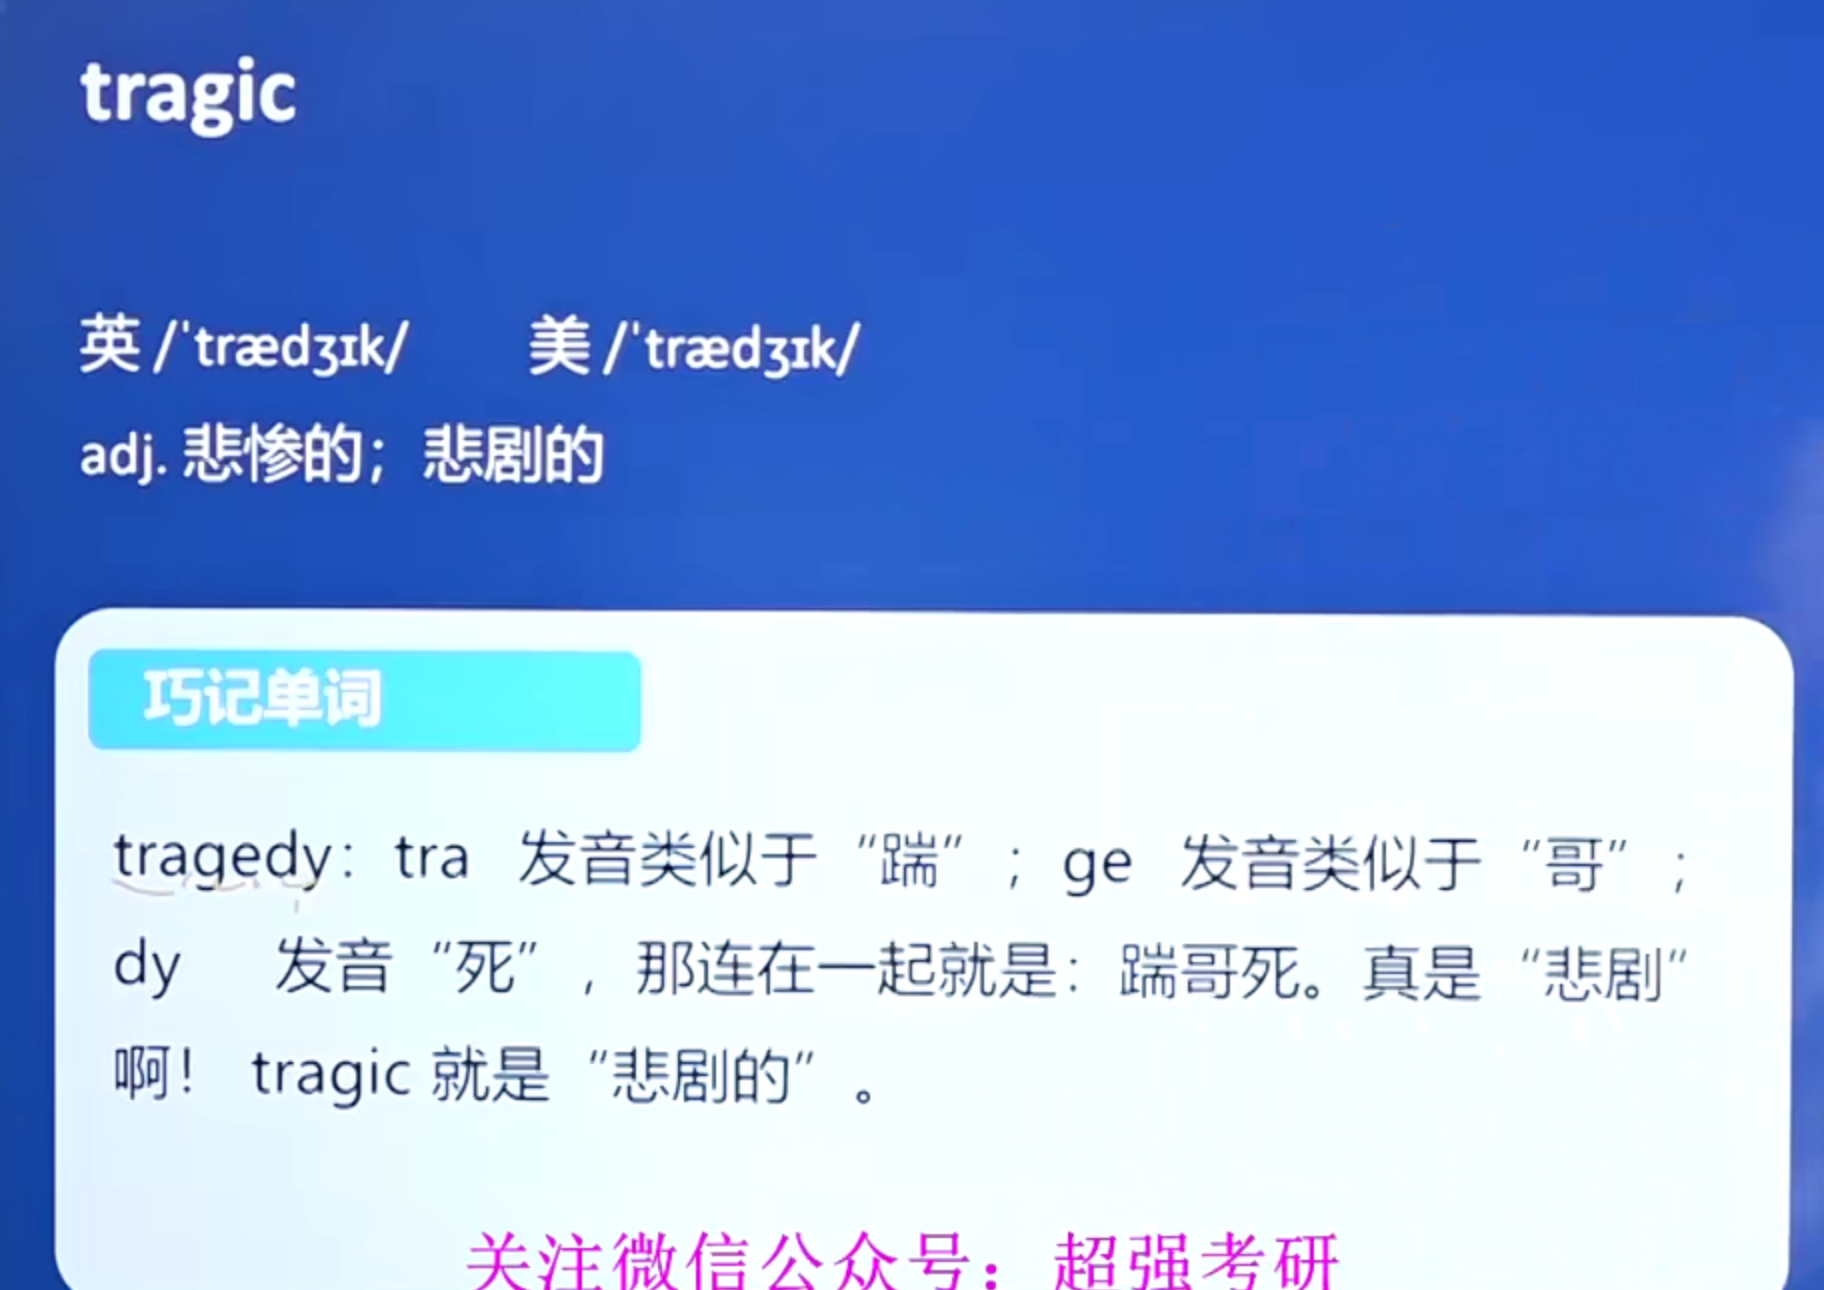 tragic
英 /ˈtrædʒɪk/ 美 /ˈtrædʒɪk/
adj. 悲惨的；悲剧的
巧记单词
tragedy：tra 发音类似于“踹”；ge 发音类似于“哥”；
dy 发音“死”，那连在一起就是：踹哥死。真是“悲剧”
啊！ tragic 就是“悲剧的”。
关注微信公众号：超强考研